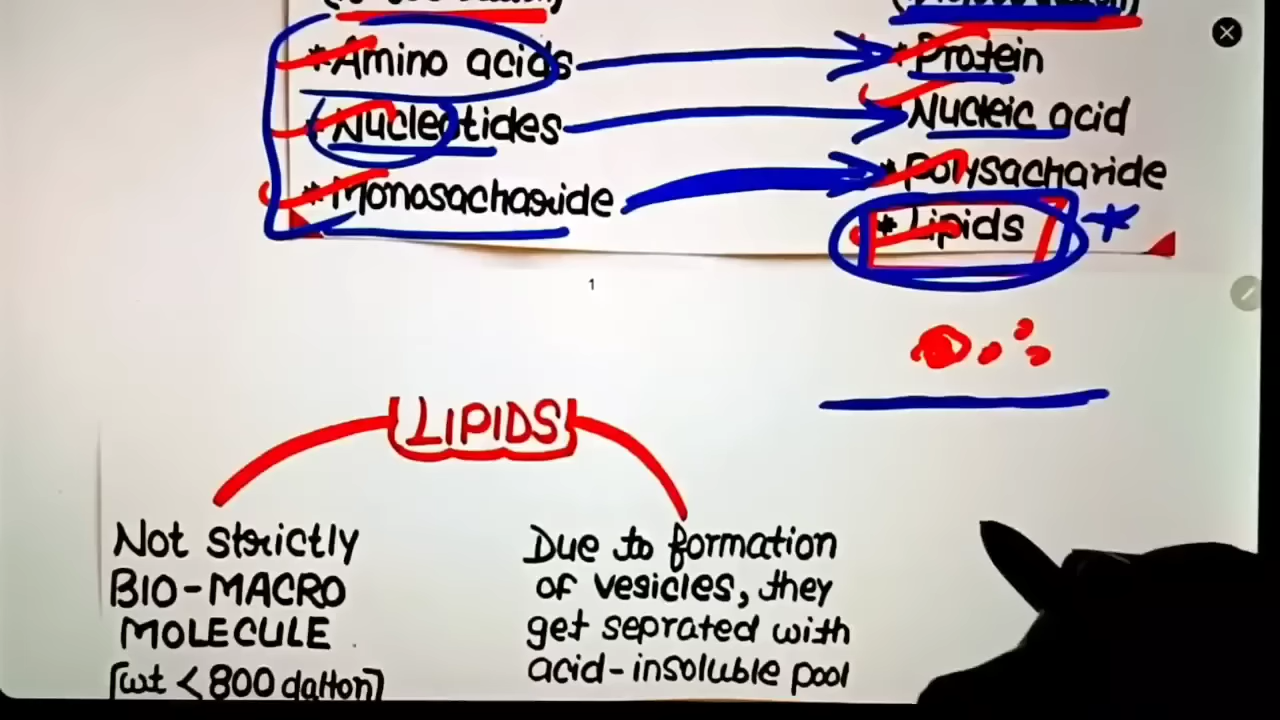 *Amino acids
*Protein
*Nucleotides
*Nucleic acid
*Monosacharide
*Polysacharide
*Lipids
1
LIPIDS
Not strictly
BIO-MACRO
MOLECULE
[wt < 800 dalton]
Due to formation
of vesicles, they
get seprated with
acid-insoluble pool